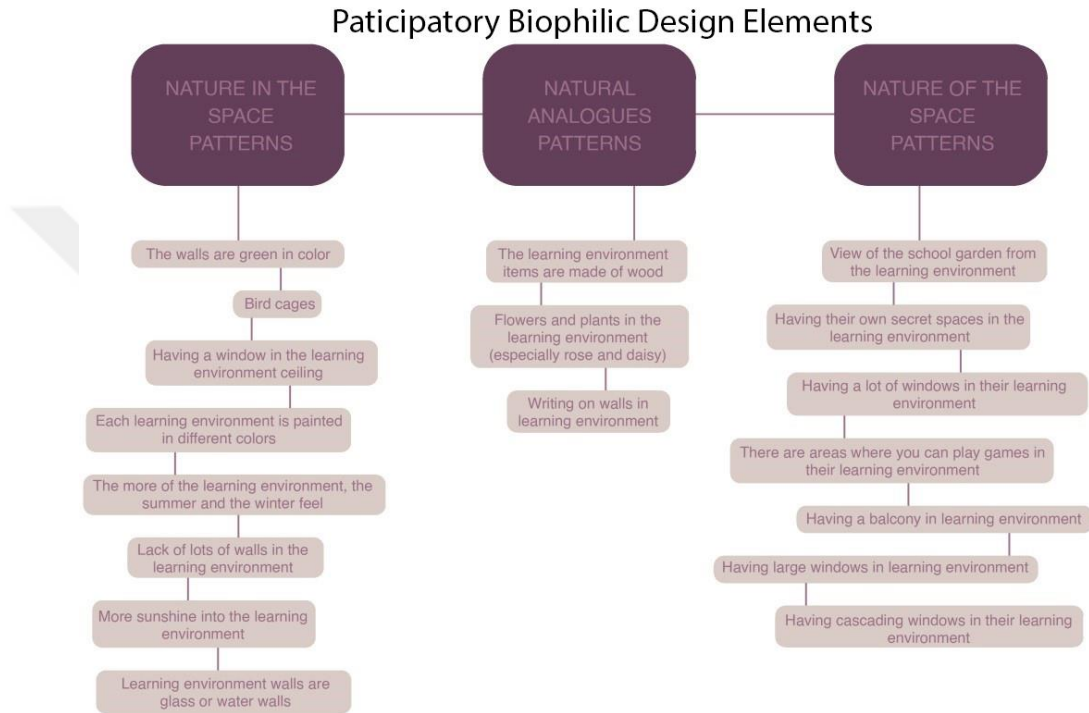 Paticipatory Biophilic Design Elements
NATURE IN THE
SPACE
PATTERNS
The walls are green in color
Bird cages
Having a window in the learning
environment ceiling
Each learning environment is painted
in different colors
The more of the learning environment, the
summer and the winter feel
Lack of lots of walls in the
learning environment
More sunshine into the learning
environment
Learning environment walls are
glass or water walls
NATURAL
ANALOGUES
PATTERNS
The learning environment
items are made of wood
Flowers and plants in the
learning environment
(especially rose and daisy)
Writing on walls in
learning environment
NATURE OF THE
SPACE
PATTERNS
View of the school garden from
the learning environment
Having their own secret spaces in the
learning environment
Having a lot of windows in their learning
environment
There are areas where you can play games in
their learning environment
Having a balcony in learning environment
Having large windows in learning environment
Having cascading windows in their learning
environment